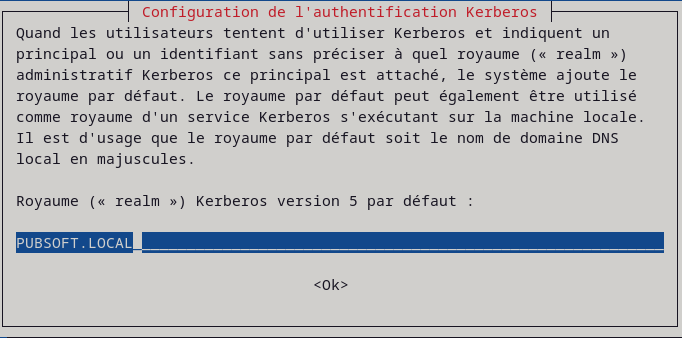 Configuration de l'authentification Kerberos
Quand les utilisateurs tentent d'utiliser Kerberos et indiquent un
principal ou un identifiant sans préciser à quel royaume (« realm »)
administratif Kerberos ce principal est attaché, le système ajoute le
royaume par défaut. Le royaume par défaut peut également être utilisé
comme royaume d'un service Kerberos s'exécutant sur la machine locale.
Il est d'usage que le royaume par défaut soit le nom de domaine DNS
local en majuscules.
Royaume (« realm ») Kerberos version 5 par défaut :
PUBSOFT.LOCAL
<Ok>